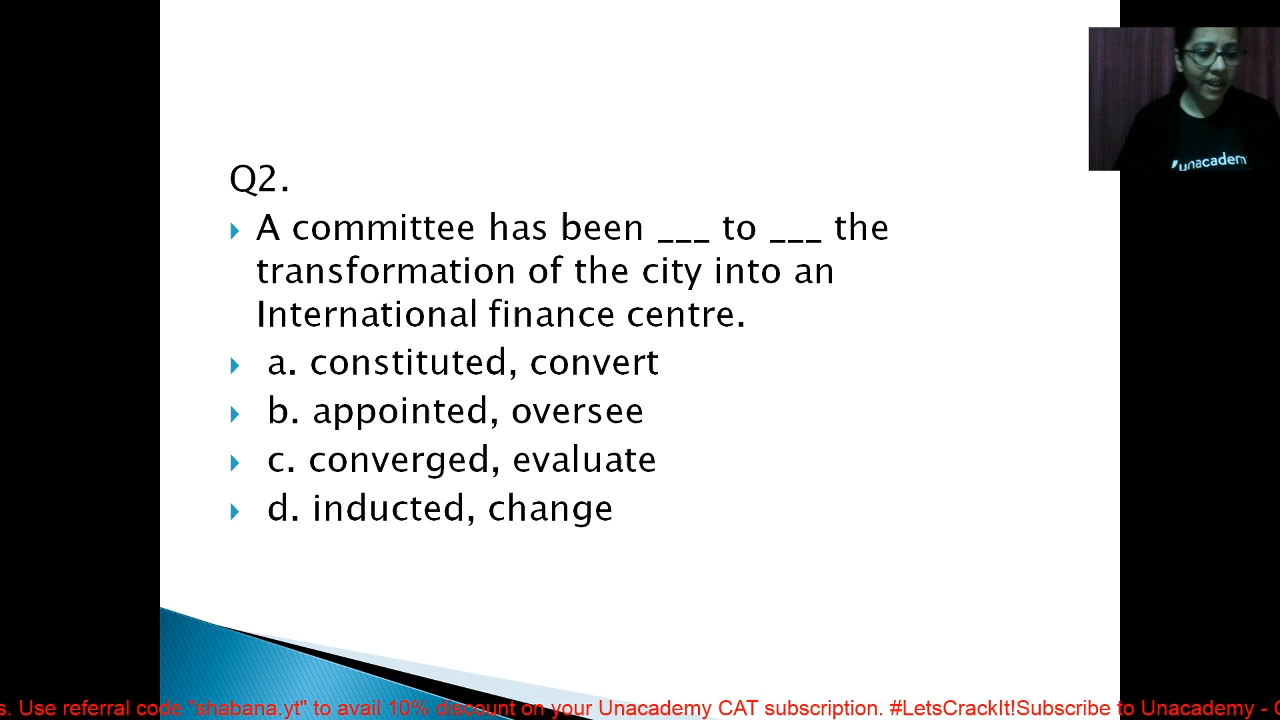 Q2.
A committee has been ___ to ___ the
transformation of the city into an
International finance centre.
a. constituted, convert
b. appointed, oversee
c. converged, evaluate
d. inducted, change
unacademy
s. Use referral code "shabana.yt" to avail 10% discount on your Unacademy CAT subscription. #LetsCrackIt!Subscribe to Unacademy -